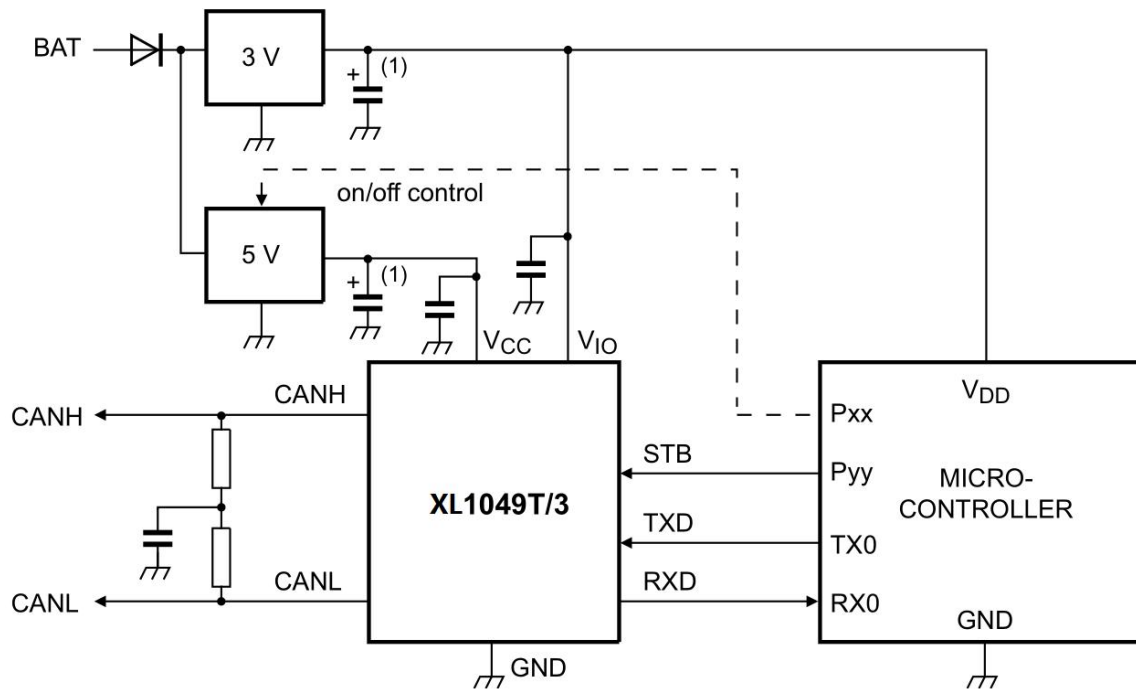 BAT
3 V
+
(1)
on/off control
5 V
+
(1)
VCC
VIO
CANH
CANH
CANL
CANL
XL1049T/3
GND
STB
TXD
RXD
VDD
Pxx
Pyy
MICRO-
CONTROLLER
TX0
RX0
GND